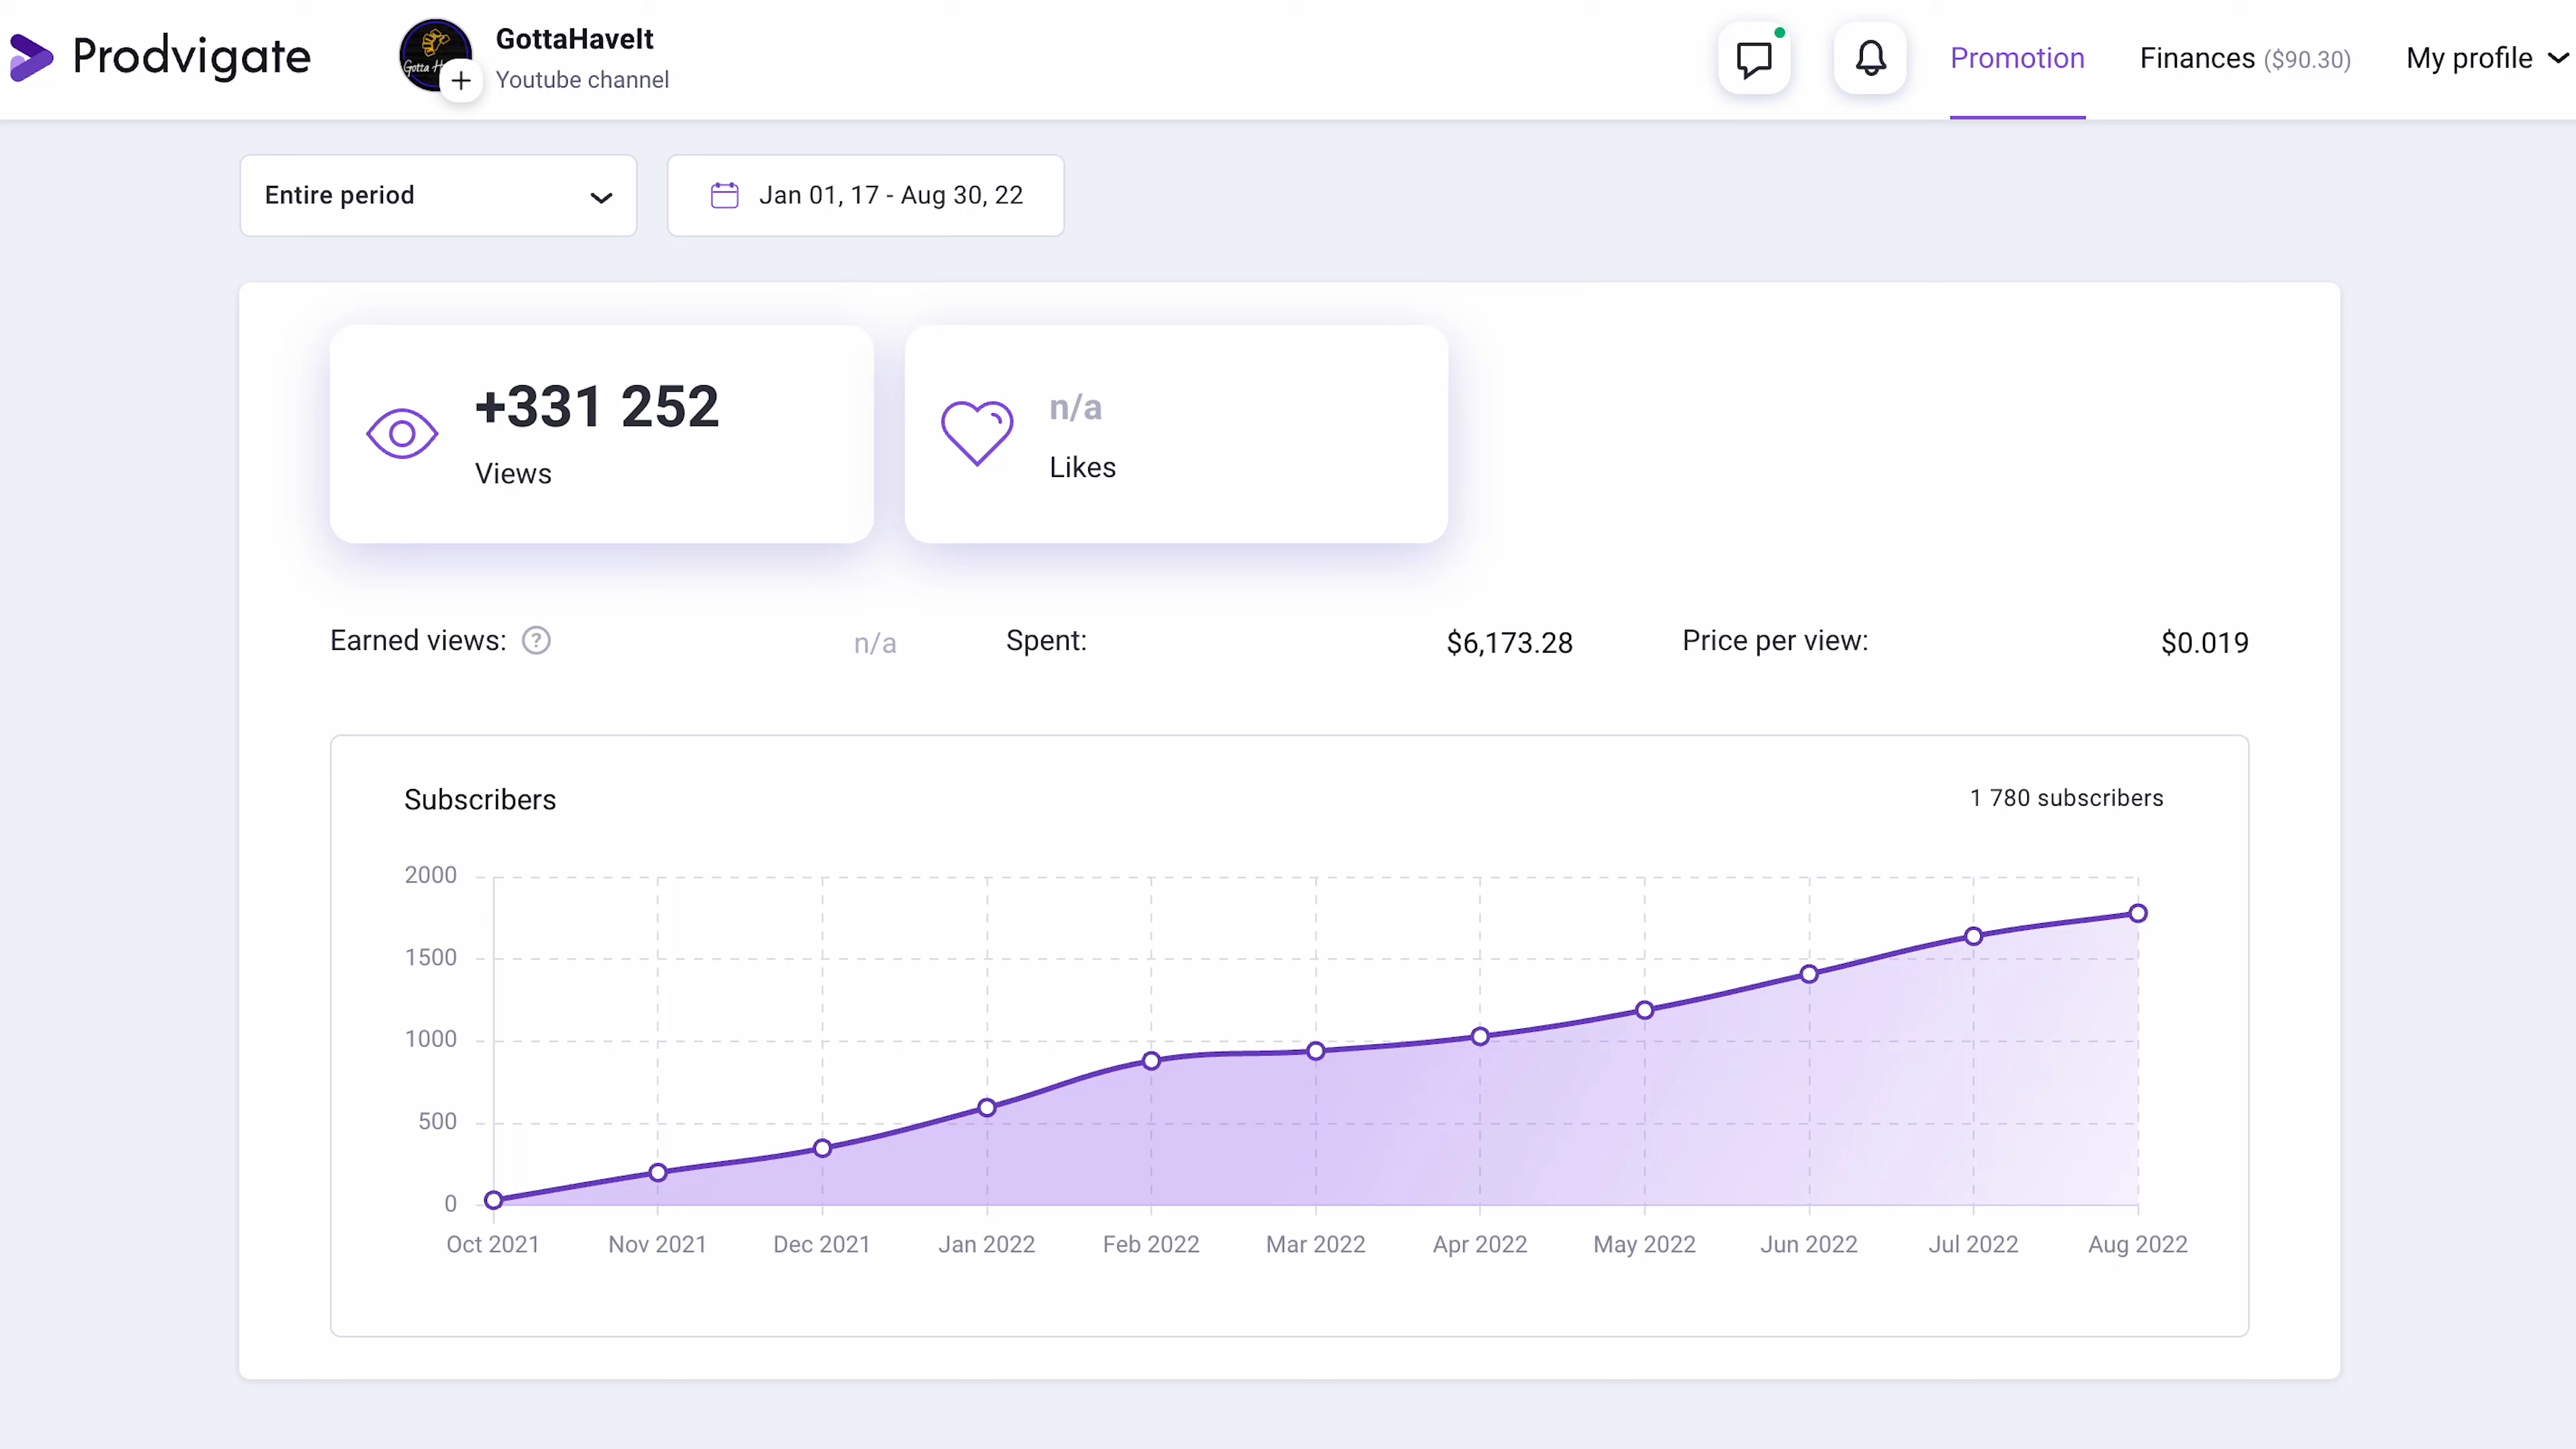 Prodvigate
Gotta H
GottaHaveIt
Youtube channel
Promotion
Finances ($90.30)
My profile
Entire period
Jan 01, 17 - Aug 30, 22
+331 252
Views
n/a
Likes
Earned views: ?
n/a
Spent:
$6,173.28
Price per view:
$0.019
Subscribers
1 780 subscribers
2000
1500
1000
500
0
Oct 2021 Nov 2021 Dec 2021 Jan 2022 Feb 2022 Mar 2022 Apr 2022 May 2022 Jun 2022 Jul 2022 Aug 2022